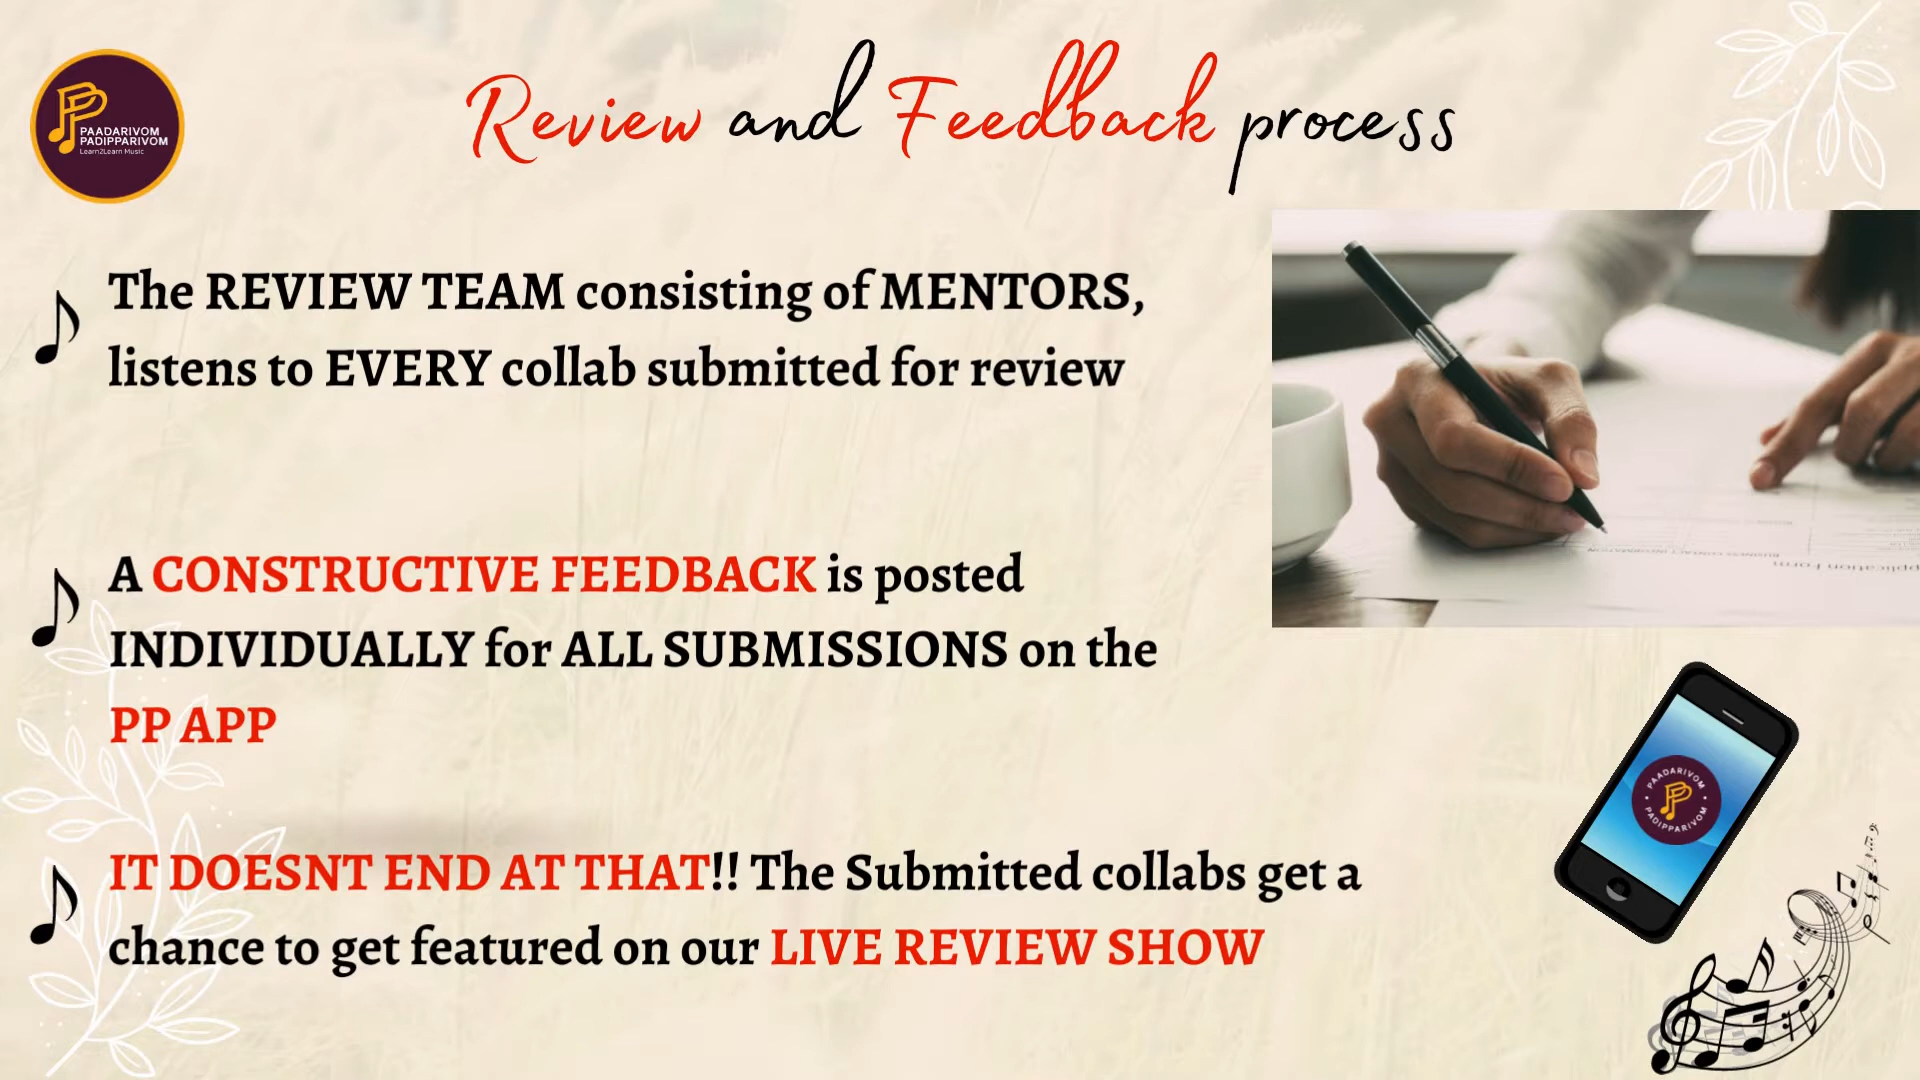 Review and Feedback process
PAADARIVOM
PADIPPARIVOM
Learn2Learn Music
The REVIEW TEAM consisting of MENTORS,
listens to EVERY collab submitted for review
A CONSTRUCTIVE FEEDBACK is posted
INDIVIDUALLY for ALL SUBMISSIONS on the
PP APP
IT DOESNT END AT THAT!! The Submitted collabs get a
chance to get featured on our LIVE REVIEW SHOW
PAADARIVOM
PADIPPARIVOM